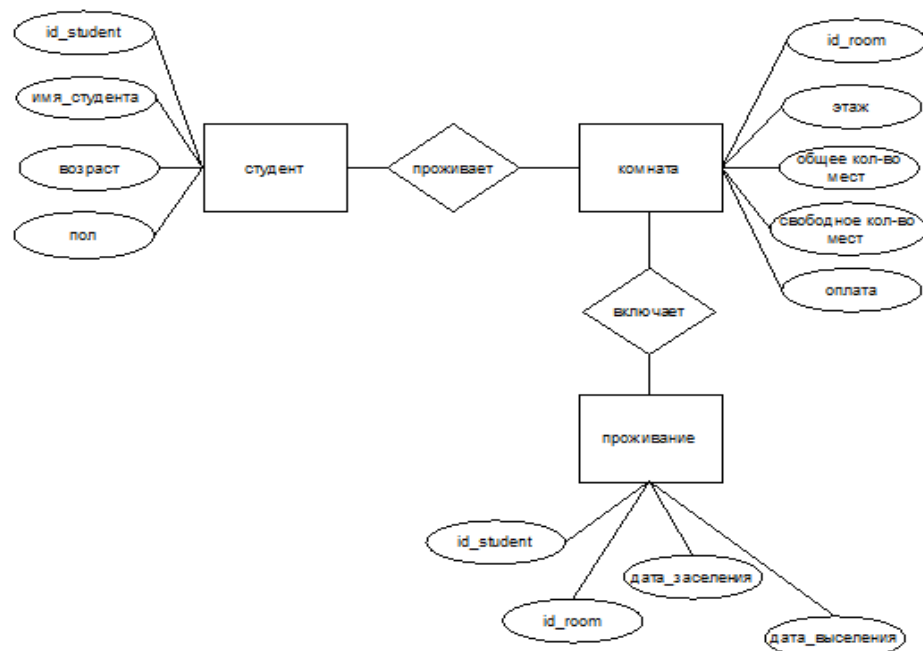 id_student
имя_студента
возраст
пол
студент
проживает
комната
id_room
этаж
общее кол-во
мест
свободное кол-во
мест
оплата
включает
проживание
id_student
id_room
дата_заселения
дата_выселения